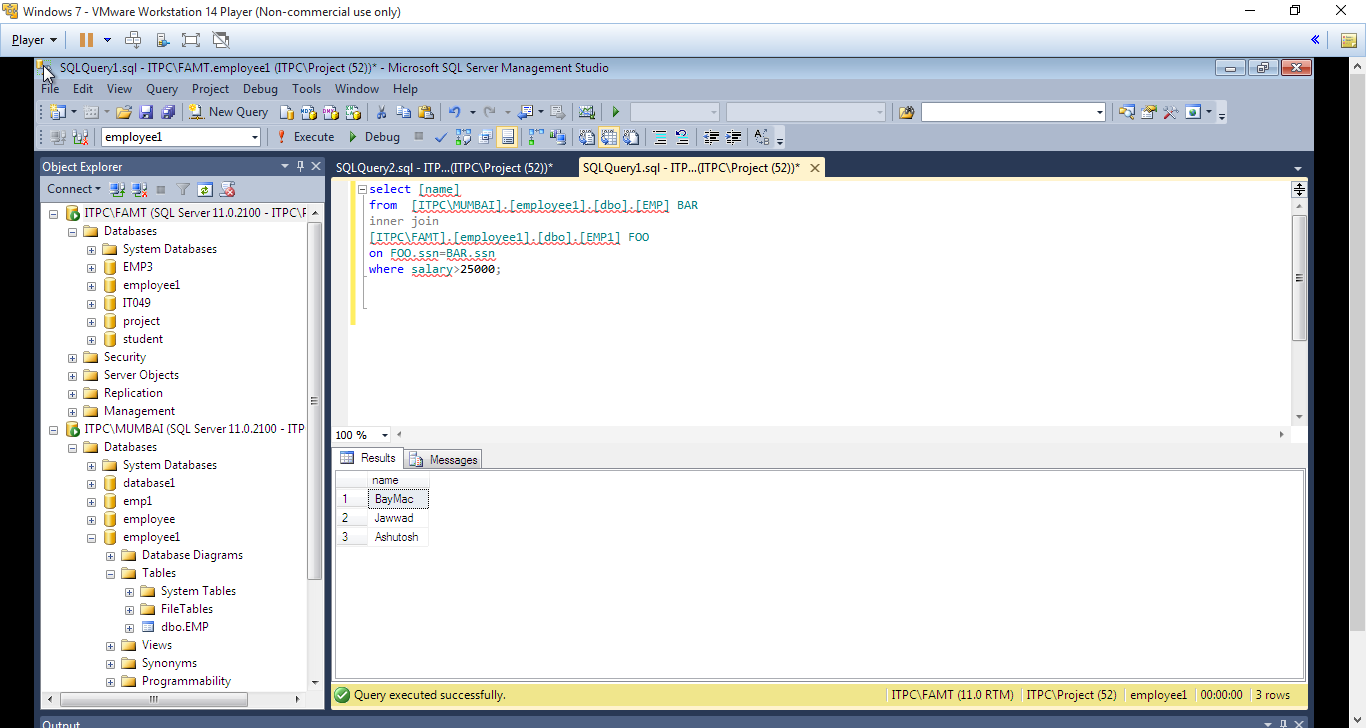 Windows 7 - VMware Workstation 14 Player (Non-commercial use only)
Player
SQLQuery1.sql - ITPC\FAMT.employee1 (ITPC\Project (52))* - Microsoft SQL Server Management Studio
File Edit View Query Project Debug Tools Window Help
New Query
employee1 Execute Debug
Object Explorer
Connect
ITPC\FAMT (SQL Server 11.0.2100 - ITPC\F
Databases
System Databases
EMP3
employee1
IT049
project
student
Security
Server Objects
Replication
Management
ITPC\MUMBAI (SQL Server 11.0.2100 - ITP
Databases
System Databases
database1
emp1
employee
employee1
Database Diagrams
Tables
System Tables
FileTables
dbo.EMP
Views
Synonyms
Programmability
SQLQuery2.sql - ITP...(ITPC\Project (52))*
SQLQuery1.sql - ITP...(ITPC\Project (52))*
select [name]
from [ITPC\MUMBAI].[employee1].[dbo].[EMP] BAR
inner join
[ITPC\FAMT].[employee1].[dbo].[EMP1] FOO
on FOO.ssn=BAR.ssn
where salary>25000;
100 %
Results Messages
name
1 BayMac
2 Jawwad
3 Ashutosh
Query executed successfully.
ITPC\FAMT (11.0 RTM) ITPC\Project (52) employee1 00:00:00 3 rows
Output